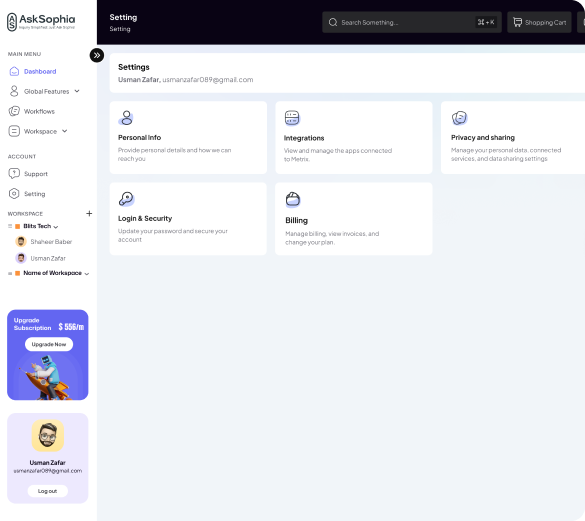 AskSophia
Inquiry Simplified: Just Ask Sophia
Setting
Setting
Search Something...
⌘+K
Shopping Cart
MAIN MENU
Dashboard
Global Features
Workflows
Workspace
ACCOUNT
Support
Setting
WORKSPACE
+
Blits Tech
Shaheer Baber
Usman Zafar
Name of Workspace
Upgrade
Subscription
$ 556/m
Upgrade Now
Usman Zafar
usmanzafar089@gmail.com
Log out
Settings
Usman Zafar, usmanzafar089@gmail.com
Personal Info
Provide personal details and how we can
reach you
Integrations
View and manage the apps connected
to Metrix.
Privacy and sharing
Manage your personal data, connected
services, and data sharing settings
Login & Security
Update your password and secure your
account
Billing
Manage billing, view invoices, and
change your plan.